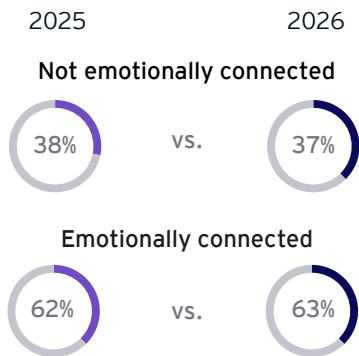 2025 2026
Not emotionally connected
38% vs. 37%
Emotionally connected
62% vs. 63%